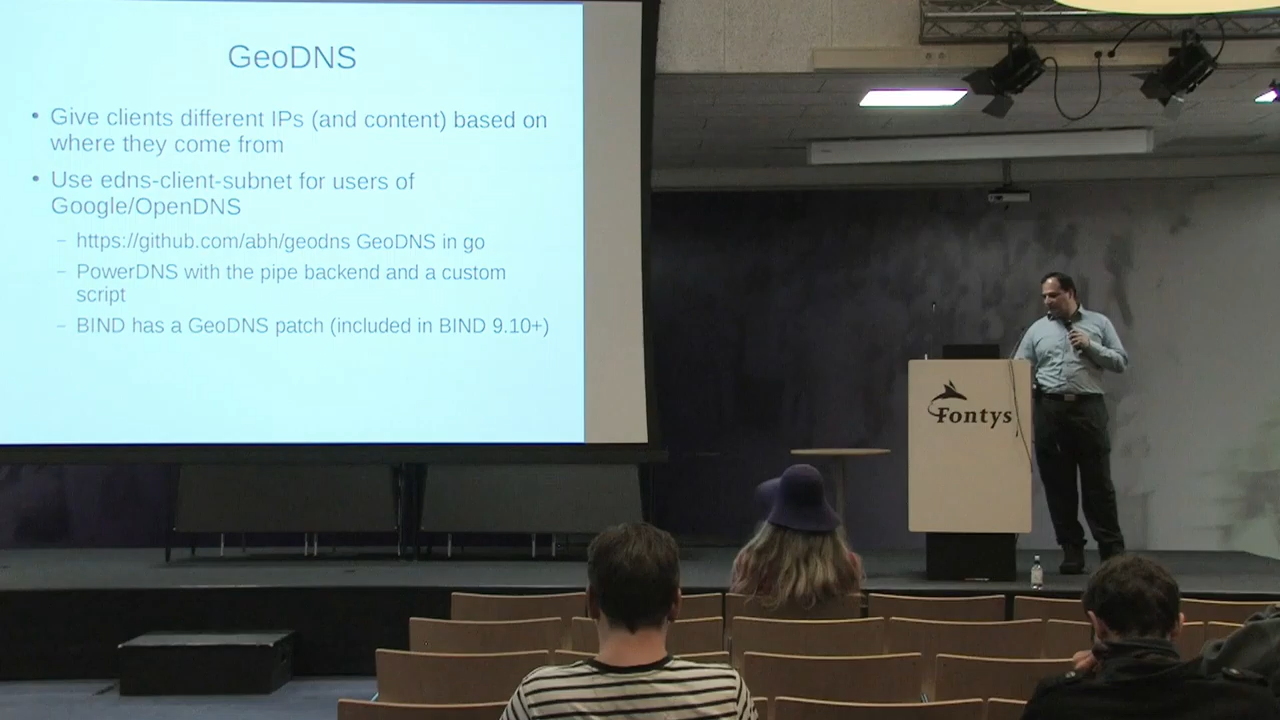 GeoDNS
• Give clients different IPs (and content) based on
where they come from
• Use edns-client-subnet for users of
Google/OpenDNS
– https://github.com/abh/geodns GeoDNS in go
– PowerDNS with the pipe backend and a custom
script
– BIND has a GeoDNS patch (included in BIND 9.10+)
Fontys